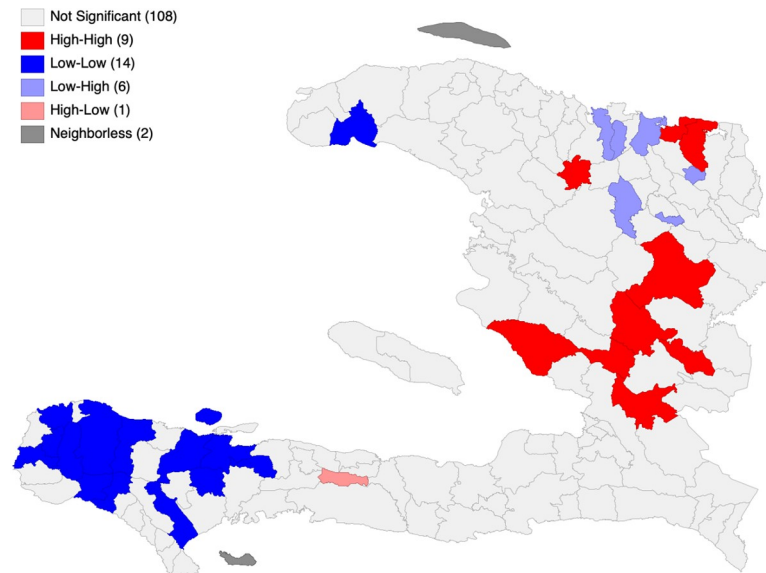 Not Significant (108)
High-High (9)
Low-Low (14)
Low-High (6)
High-Low (1)
Neighborless (2)